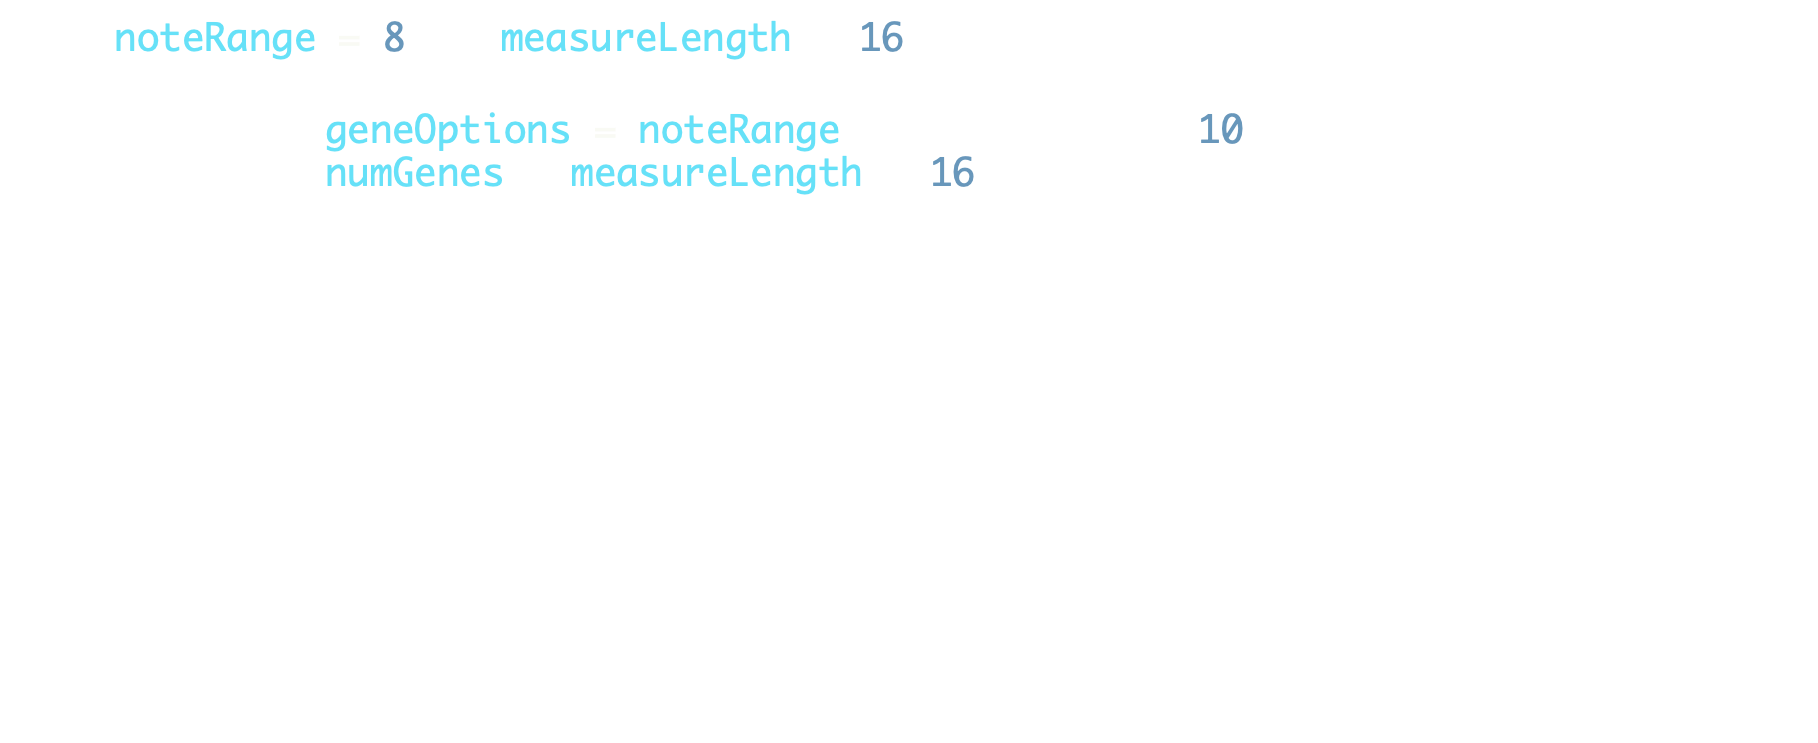 noteRange = 8 measureLength 16
geneOptions = noteRange 10
numGenes measureLength 16